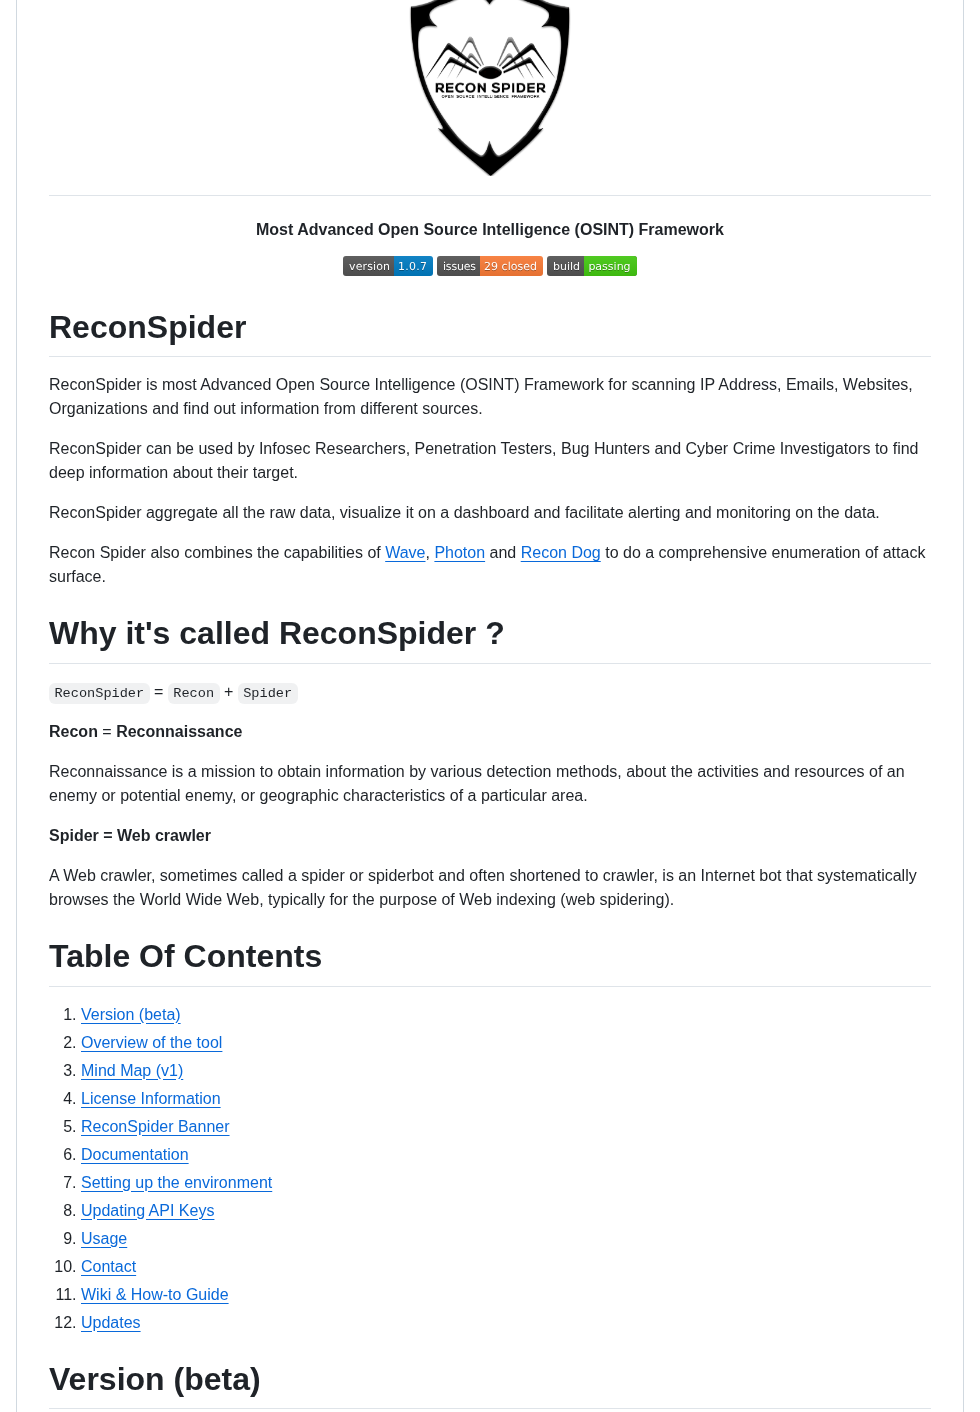 RECON SPIDER
OPEN SOURCE INTELLIGENCE FRAMEWORK
Most Advanced Open Source Intelligence (OSINT) Framework
version 1.0.7 issues 29 closed build passing
ReconSpider
ReconSpider is most Advanced Open Source Intelligence (OSINT) Framework for scanning IP Address, Emails, Websites,
Organizations and find out information from different sources.
ReconSpider can be used by Infosec Researchers, Penetration Testers, Bug Hunters and Cyber Crime Investigators to find
deep information about their target.
ReconSpider aggregate all the raw data, visualize it on a dashboard and facilitate alerting and monitoring on the data.
Recon Spider also combines the capabilities of Wave, Photon and Recon Dog to do a comprehensive enumeration of attack
surface.
Why it's called ReconSpider ?
ReconSpider = Recon + Spider
Recon = Reconnaissance
Reconnaissance is a mission to obtain information by various detection methods, about the activities and resources of an
enemy or potential enemy, or geographic characteristics of a particular area.
Spider = Web crawler
A Web crawler, sometimes called a spider or spiderbot and often shortened to crawler, is an Internet bot that systematically
browses the World Wide Web, typically for the purpose of Web indexing (web spidering).
Table Of Contents
1. Version (beta)
2. Overview of the tool
3. Mind Map (v1)
4. License Information
5. ReconSpider Banner
6. Documentation
7. Setting up the environment
8. Updating API Keys
9. Usage
10. Contact
11. Wiki & How-to Guide
12. Updates
Version (beta)